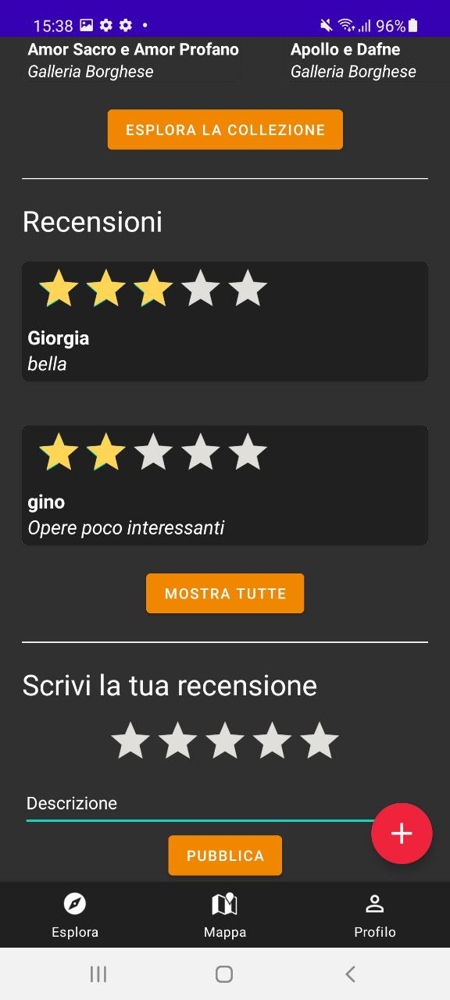 15:38 96%
Amor Sacro e Amor Profano Apollo e Dafne
Galleria Borghese Galleria Borghese
ESPLORA LA COLLEZIONE
Recensioni
Giorgia
bella
gino
Opere poco interessanti
MOSTRA TUTTE
Scrivi la tua recensione
Descrizione
PUBBLICA
Esplora Mappa Profilo